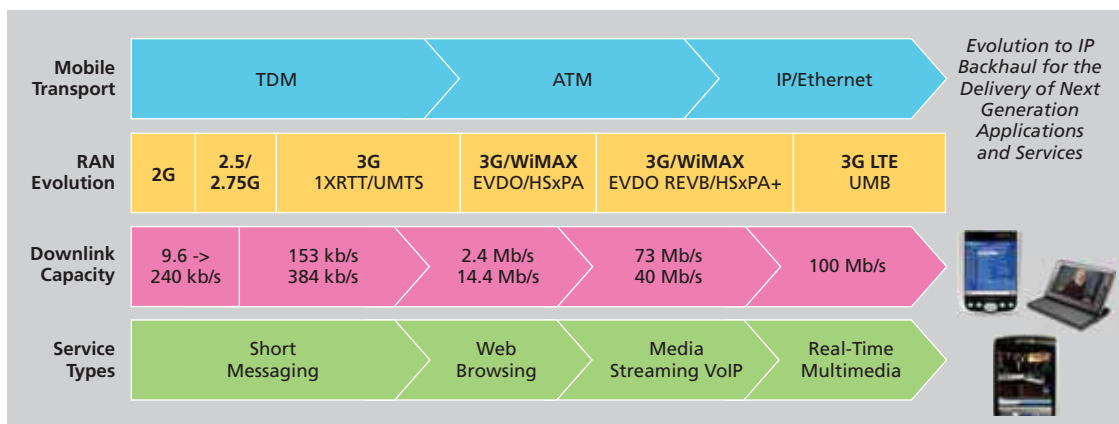 Mobile
Transport
TDM
ATM
IP/Ethernet
Evolution to IP
Backhaul for the
Delivery of Next
Generation
Applications
and Services
RAN
Evolution
2G
2.5/
2.75G
3G
1XRTT/UMTS
3G/WiMAX
EVDO/HSxPA
3G/WiMAX
EVDO REVB/HSxPA+
3G LTE
UMB
Downlink
Capacity
9.6 ->
240 kb/s
153 kb/s
384 kb/s
2.4 Mb/s
14.4 Mb/s
73 Mb/s
40 Mb/s
100 Mb/s
Service
Types
Short
Messaging
Web
Browsing
Media
Streaming VoIP
Real-Time
Multimedia